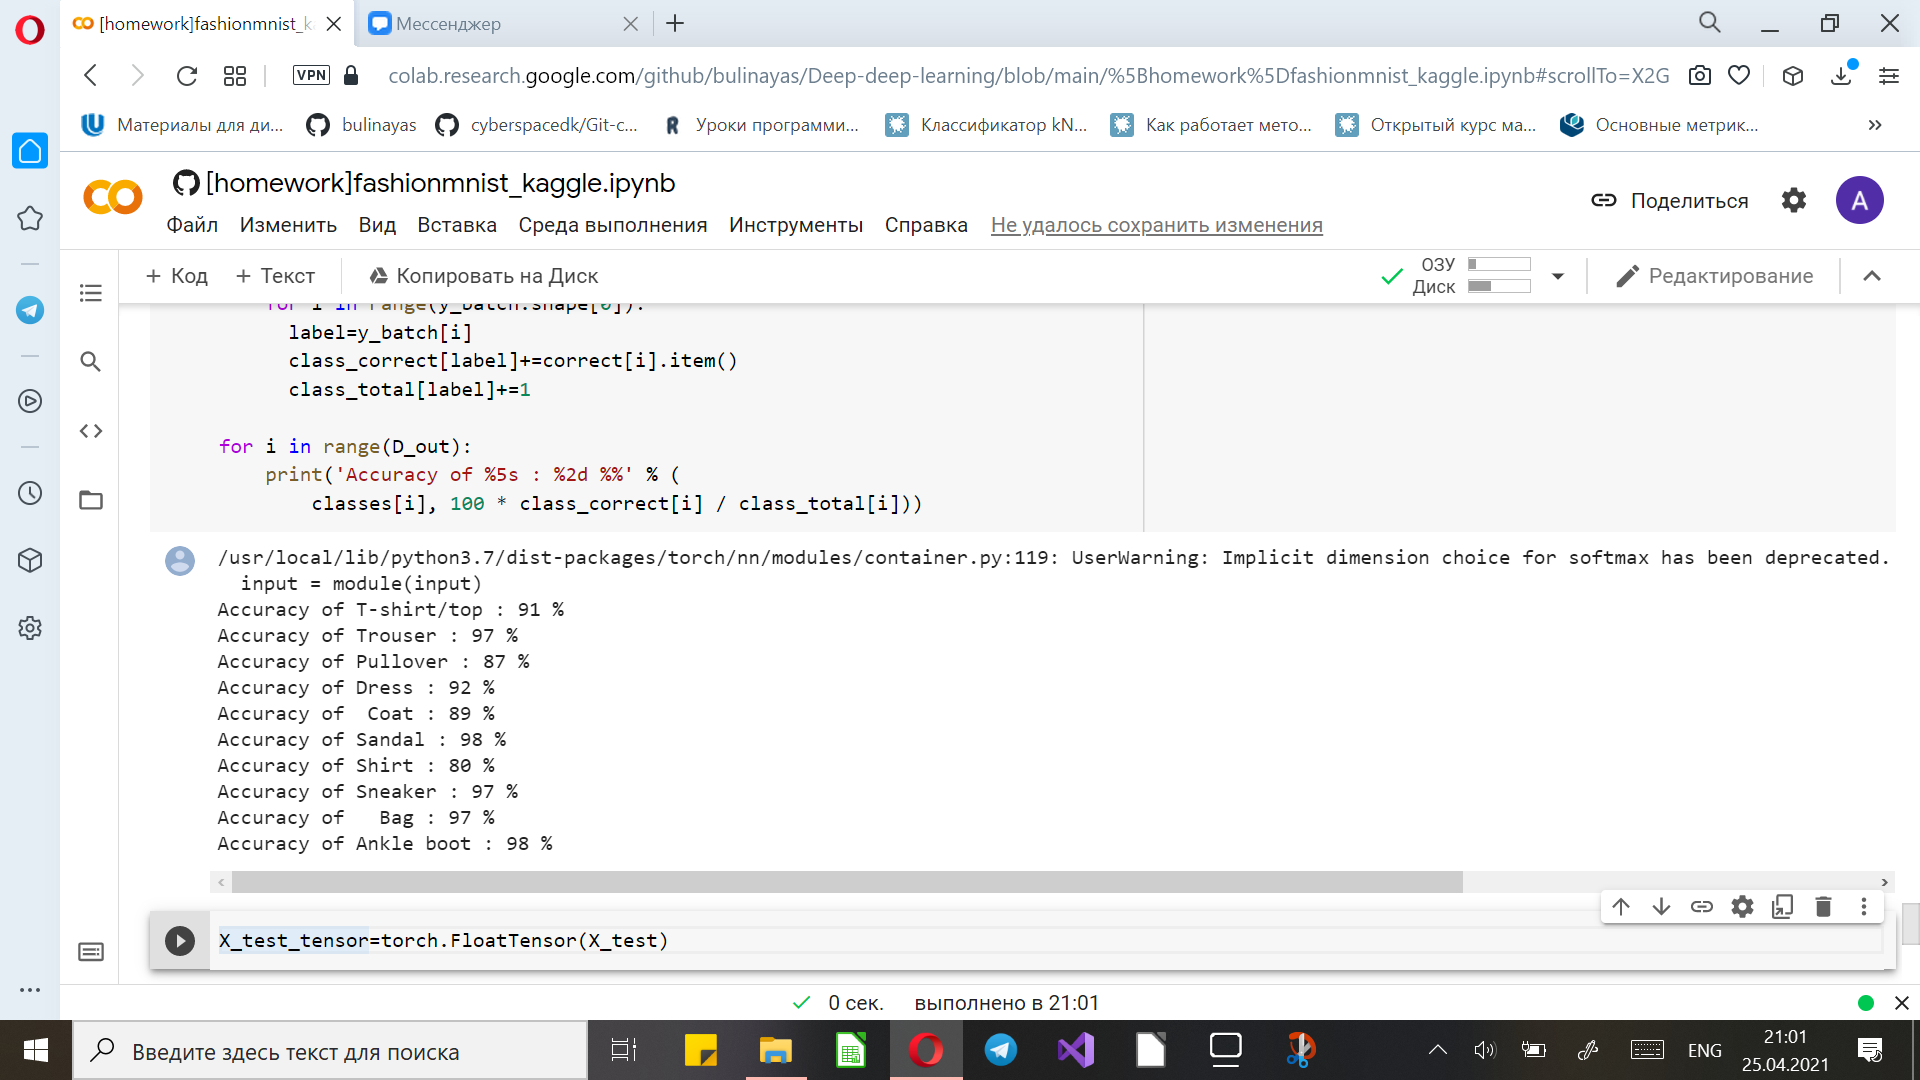 [homework]fashionmnist_k
Мессенджер
VPN
colab.research.google.com/github/bulinayas/Deep-deep-learning/blob/main/%5Bhomework%5Dfashionmnist_kaggle.ipynb#scrollTo=X2G
Материалы для ди...
bulinayas
cyberspacedk/Git-c...
R
Уроки программи...
Классификатор kN...
Как работает мето...
Открытый курс ма...
Основные метрик...
[homework]fashionmnist_kaggle.ipynb
Файл Изменить Вид Вставка Среда выполнения Инструменты Справка Не удалось сохранить изменения
Поделиться
A
+ Код + Текст Копировать на Диск
ОЗУ
Диск
Редактирование
for i in range(y_batch.shape[0]):
label=y_batch[i]
class_correct[label]+=correct[i].item()
class_total[label]+=1
for i in range(D_out):
print('Accuracy of %5s : %2d %%' % (
classes[i], 100 * class_correct[i] / class_total[i]))
/usr/local/lib/python3.7/dist-packages/torch/nn/modules/container.py:119: UserWarning: Implicit dimension choice for softmax has been deprecated.
input = module(input)
Accuracy of T-shirt/top : 91 %
Accuracy of Trouser : 97 %
Accuracy of Pullover : 87 %
Accuracy of Dress : 92 %
Accuracy of  Coat : 89 %
Accuracy of Sandal : 98 %
Accuracy of Shirt : 80 %
Accuracy of Sneaker : 97 %
Accuracy of   Bag : 97 %
Accuracy of Ankle boot : 98 %
X_test_tensor=torch.FloatTensor(X_test)
0 сек. выполнено в 21:01
Введите здесь текст для поиска
ENG
21:01
25.04.2021